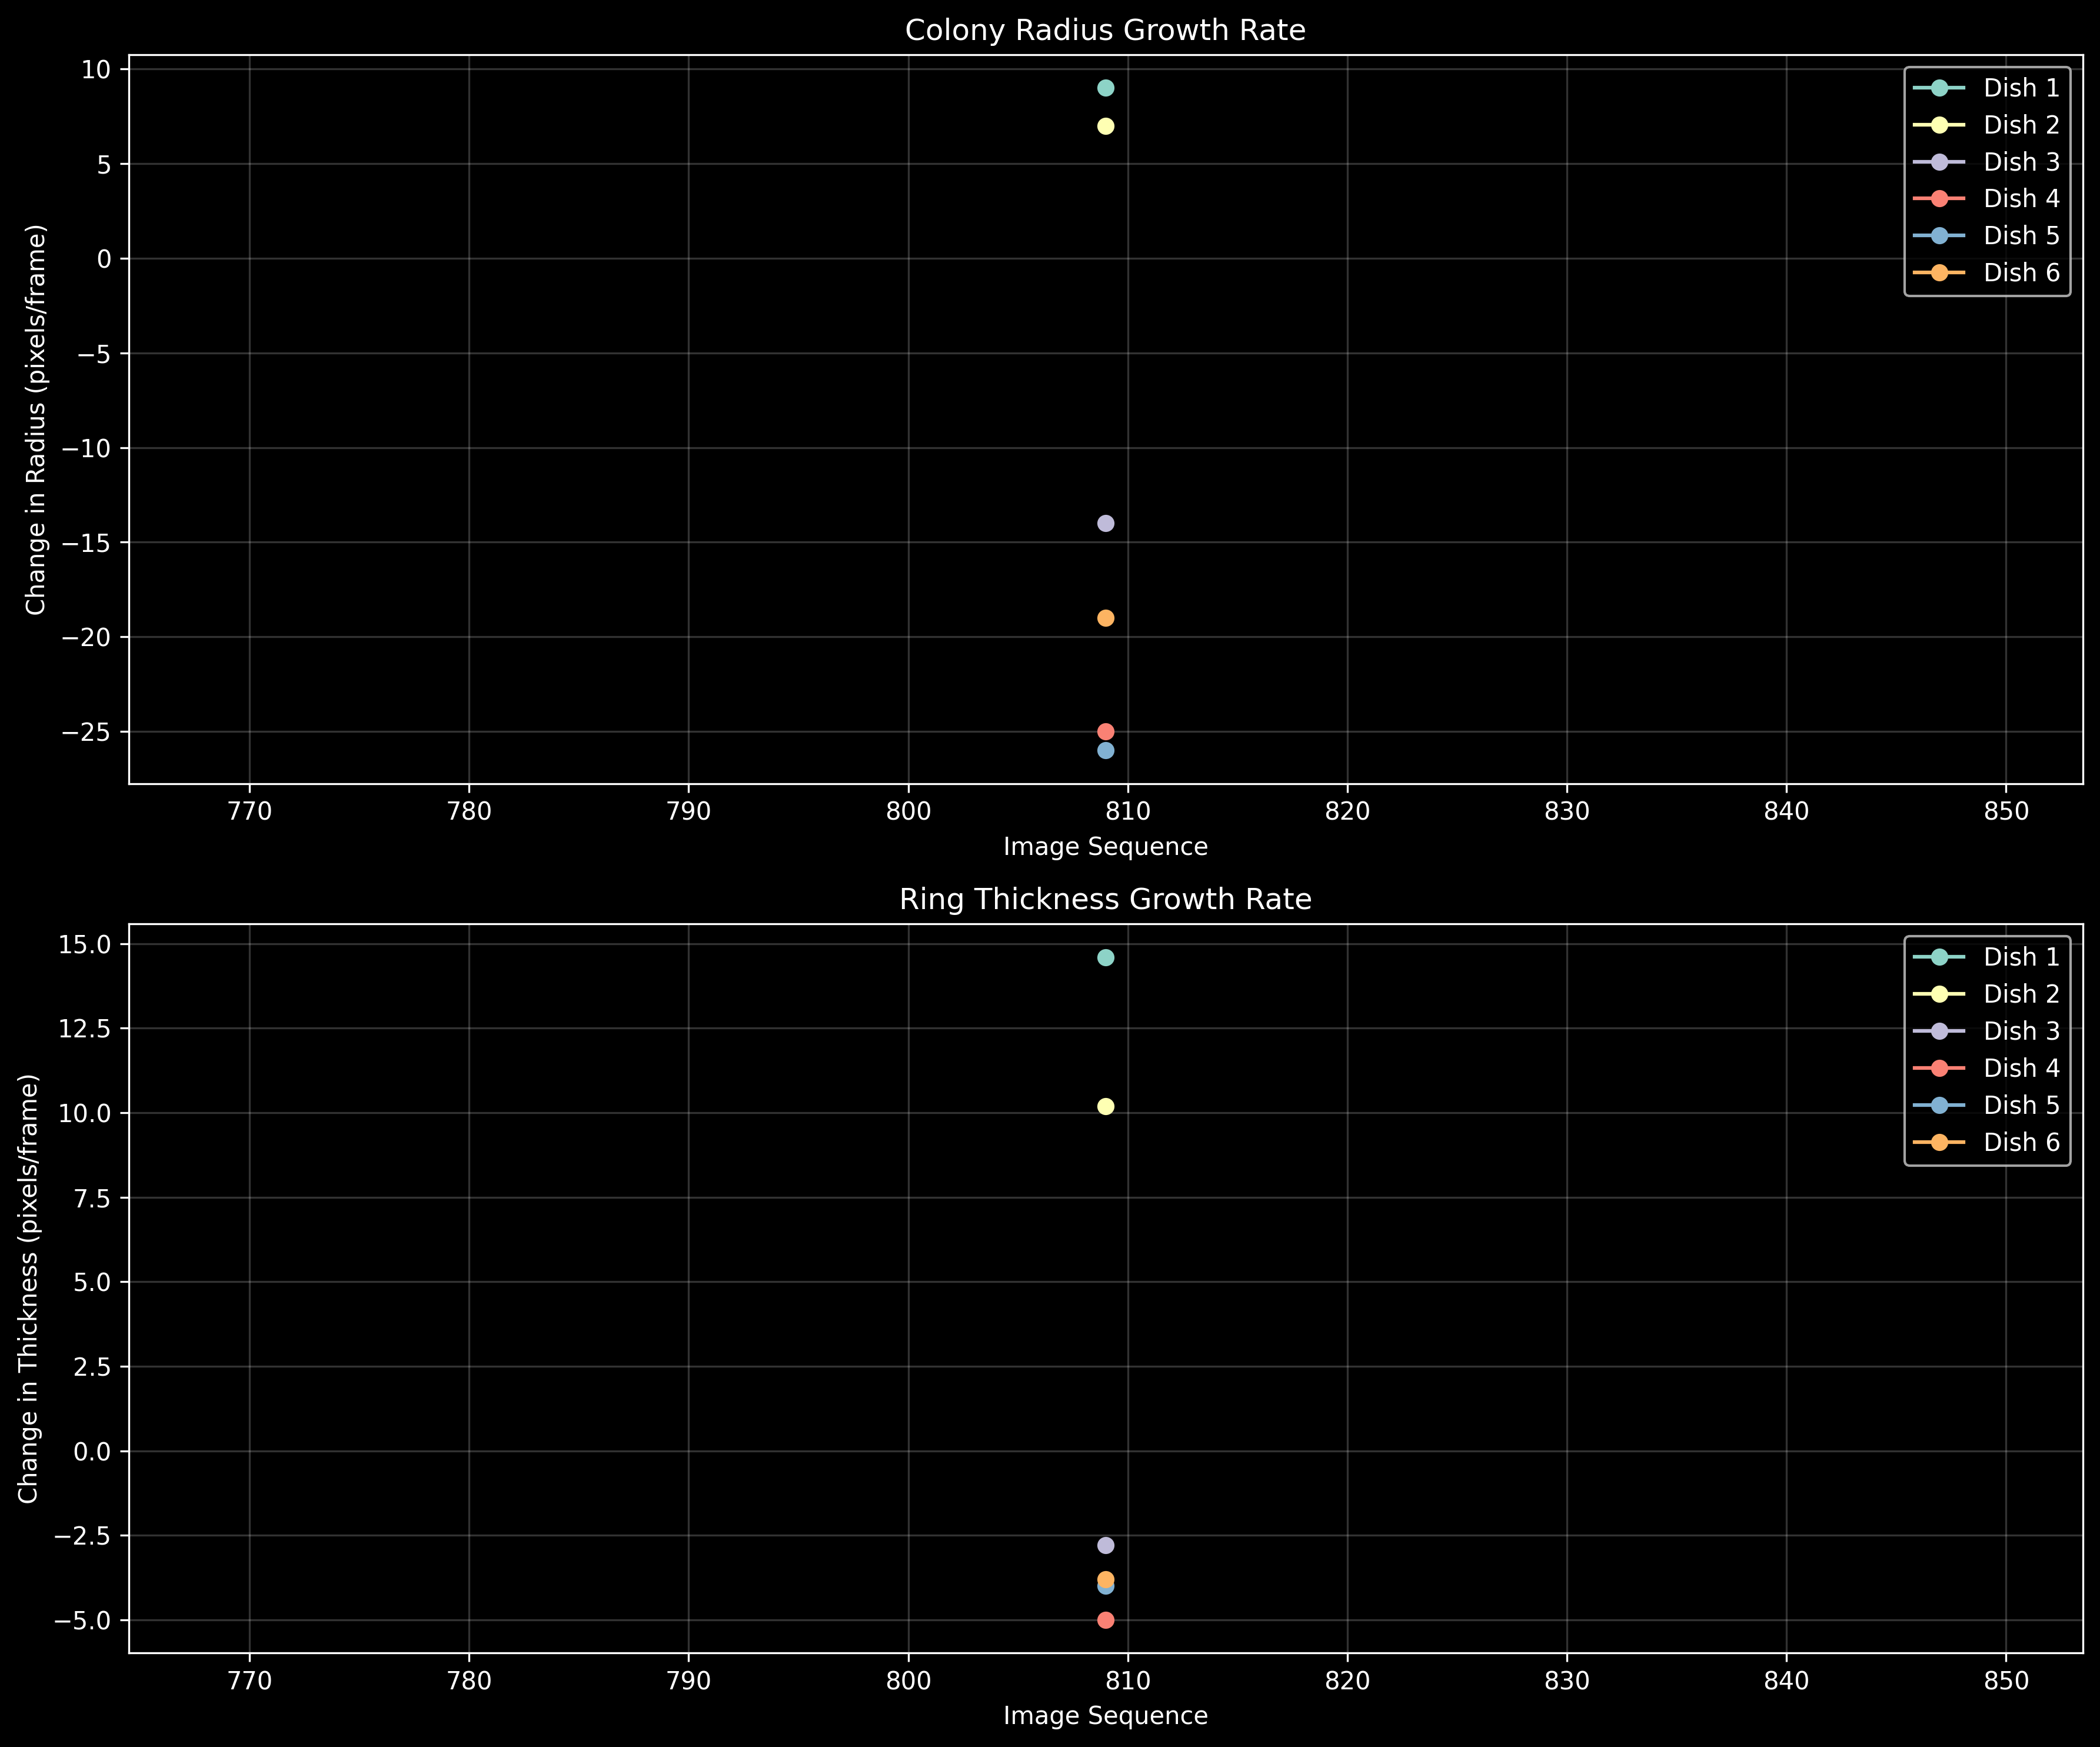 Colony Radius Growth Rate
10
5
0
−5
−10
−15
−20
−25
Change in Radius (pixels/frame)
Dish 1
Dish 2
Dish 3
Dish 4
Dish 5
Dish 6
770 780 790 800 810 820 830 840 850
Image Sequence
Ring Thickness Growth Rate
15.0
12.5
10.0
7.5
5.0
2.5
0.0
−2.5
−5.0
Change in Thickness (pixels/frame)
Dish 1
Dish 2
Dish 3
Dish 4
Dish 5
Dish 6
770 780 790 800 810 820 830 840 850
Image Sequence